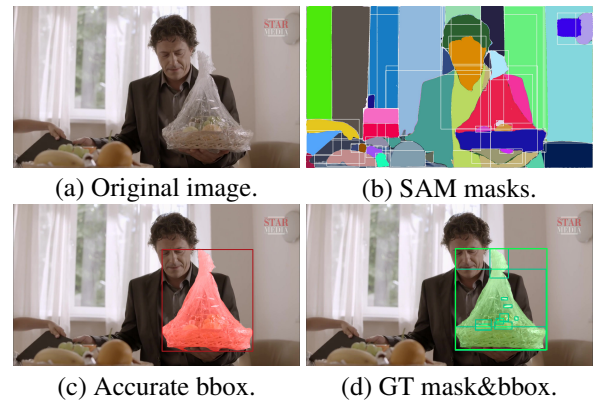 STAR
MEDIA
(a) Original image.
(b) SAM masks.
STAR
MEDIA
STAR
MEDIA
(c) Accurate bbox.
(d) GT mask&bbox.